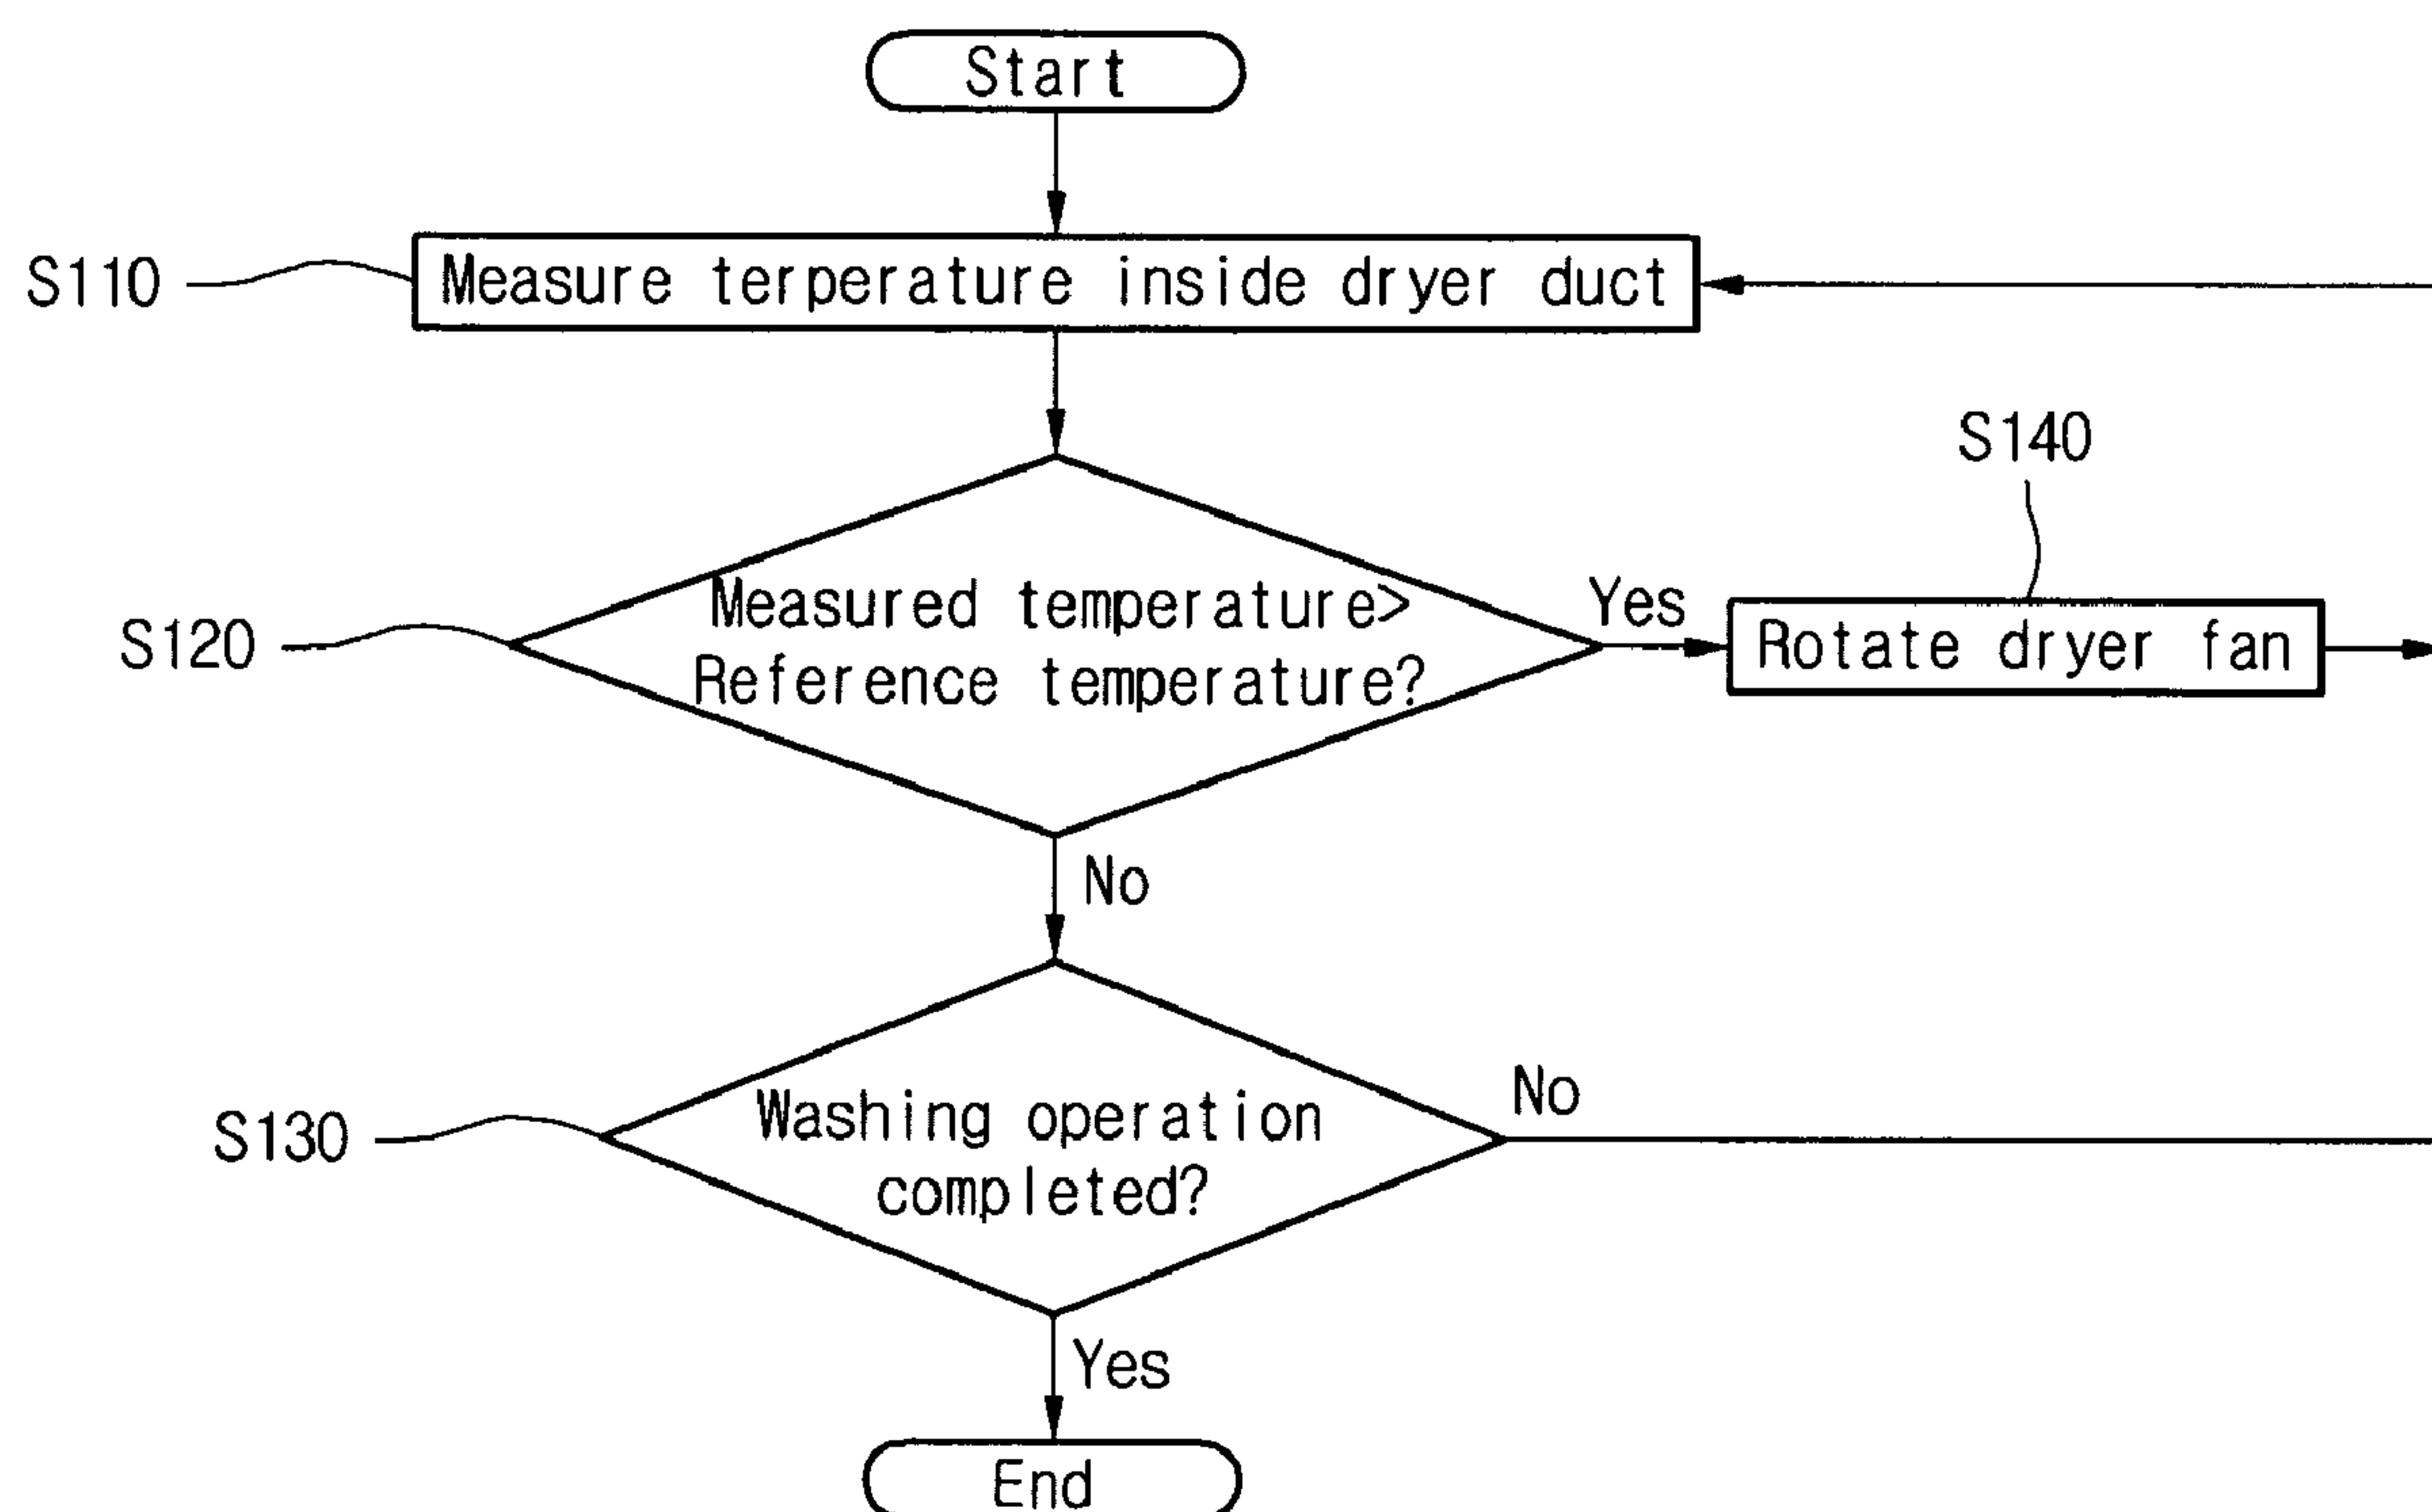 Start
S110
Measure terperature inside dryer duct
S140
S120
Measured temperature>
Reference temperature?
Yes
Rotate dryer fan
No
S130
Washing operation
completed?
No
Yes
End